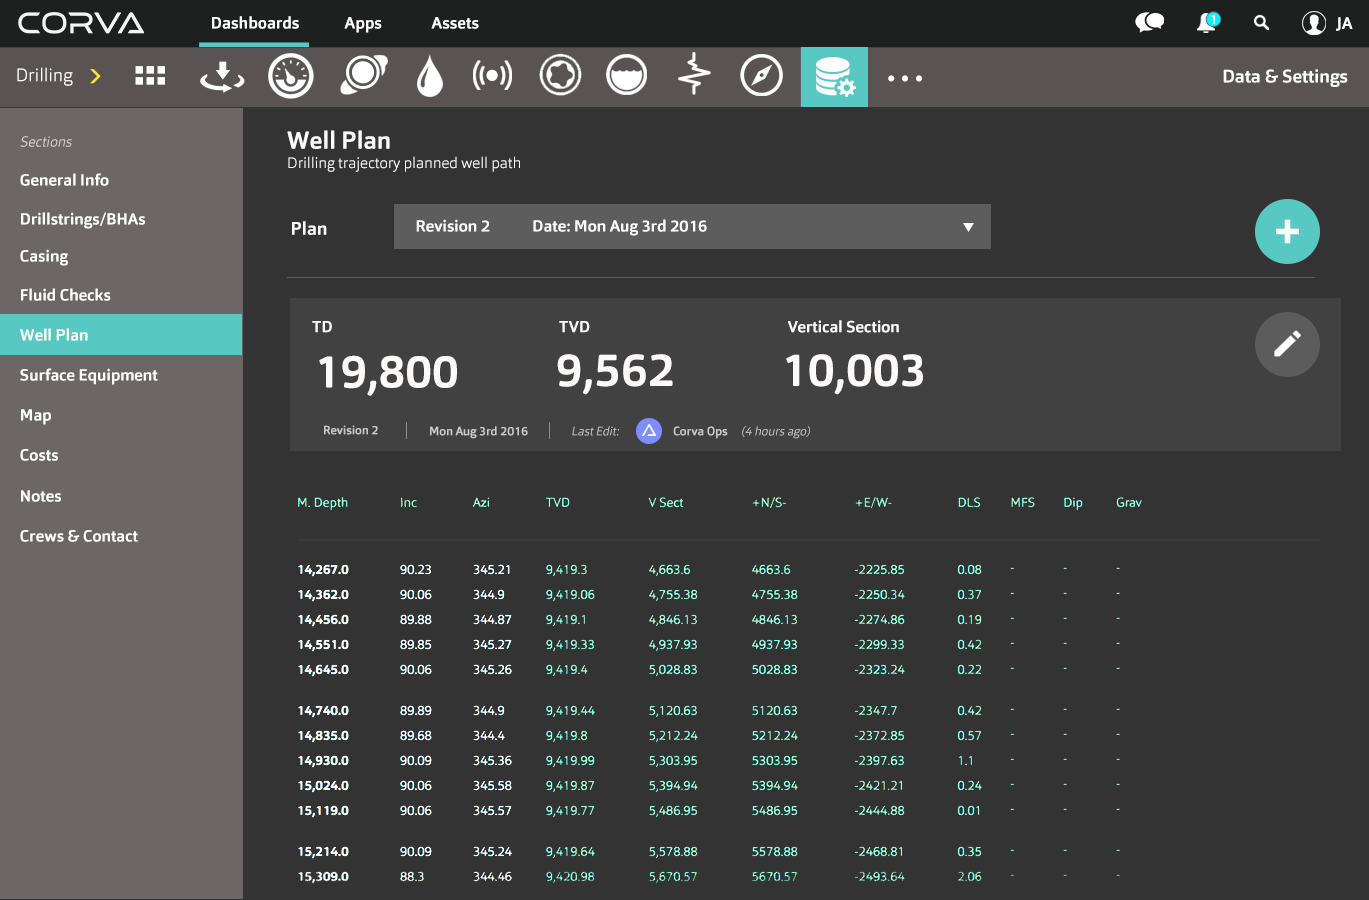 CORVA Dashboards Apps Assets 1 JA
Drilling Data & Settings
Sections
General Info
Drillstrings/BHAs
Casing
Fluid Checks
Well Plan
Surface Equipment
Map
Costs
Notes
Crews & Contact
Well Plan
Drilling trajectory planned well path
Plan Revision 2 Date: Mon Aug 3rd 2016
TD TVD Vertical Section
19,800 9,562 10,003
Revision 2 Mon Aug 3rd 2016 Last Edit: Corva Ops (4 hours ago)
M. Depth Inc Azi TVD V Sect +N/S- +E/W- DLS MFS Dip Grav
14,267.0 90.23 345.21 9,419.3 4,663.6 4663.6 -2225.85 0.08 - - -
14,362.0 90.06 344.9 9,419.06 4,755.38 4755.38 -2250.34 0.37 - - -
14,456.0 89.88 344.87 9,419.1 4,846.13 4846.13 -2274.86 0.19 - - -
14,551.0 89.85 345.27 9,419.33 4,937.93 4937.93 -2299.33 0.42 - - -
14,645.0 90.06 345.26 9,419.4 5,028.83 5028.83 -2323.24 0.22 - - -
14,740.0 89.89 344.9 9,419.44 5,120.63 5120.63 -2347.7 0.42 - - -
14,835.0 89.68 344.4 9,419.8 5,212.24 5212.24 -2372.85 0.57 - - -
14,930.0 90.09 345.36 9,419.99 5,303.95 5303.95 -2397.63 1.1 - - -
15,024.0 90.06 345.58 9,419.87 5,394.94 5394.94 -2421.21 0.24 - - -
15,119.0 90.06 345.57 9,419.77 5,486.95 5486.95 -2444.88 0.01 - - -
15,214.0 90.09 345.24 9,419.64 5,578.88 5578.88 -2468.81 0.35 - - -
15,309.0 88.3 344.46 9,420.98 5,670.57 5670.57 -2493.64 2.06 - - -